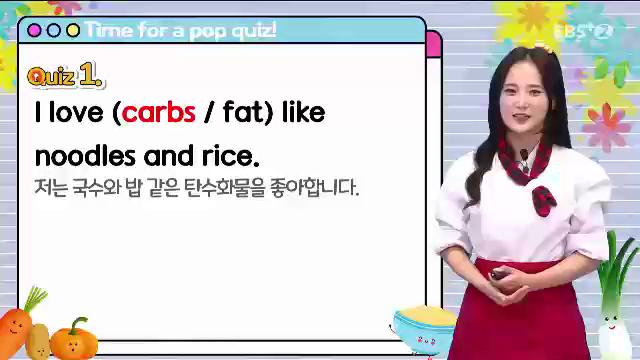 Time for a pop quiz!
EBS+2
Quiz 1.
I love (carbs / fat) like
noodles and rice.
저는 국수와 밥 같은 탄수화물을 좋아합니다.